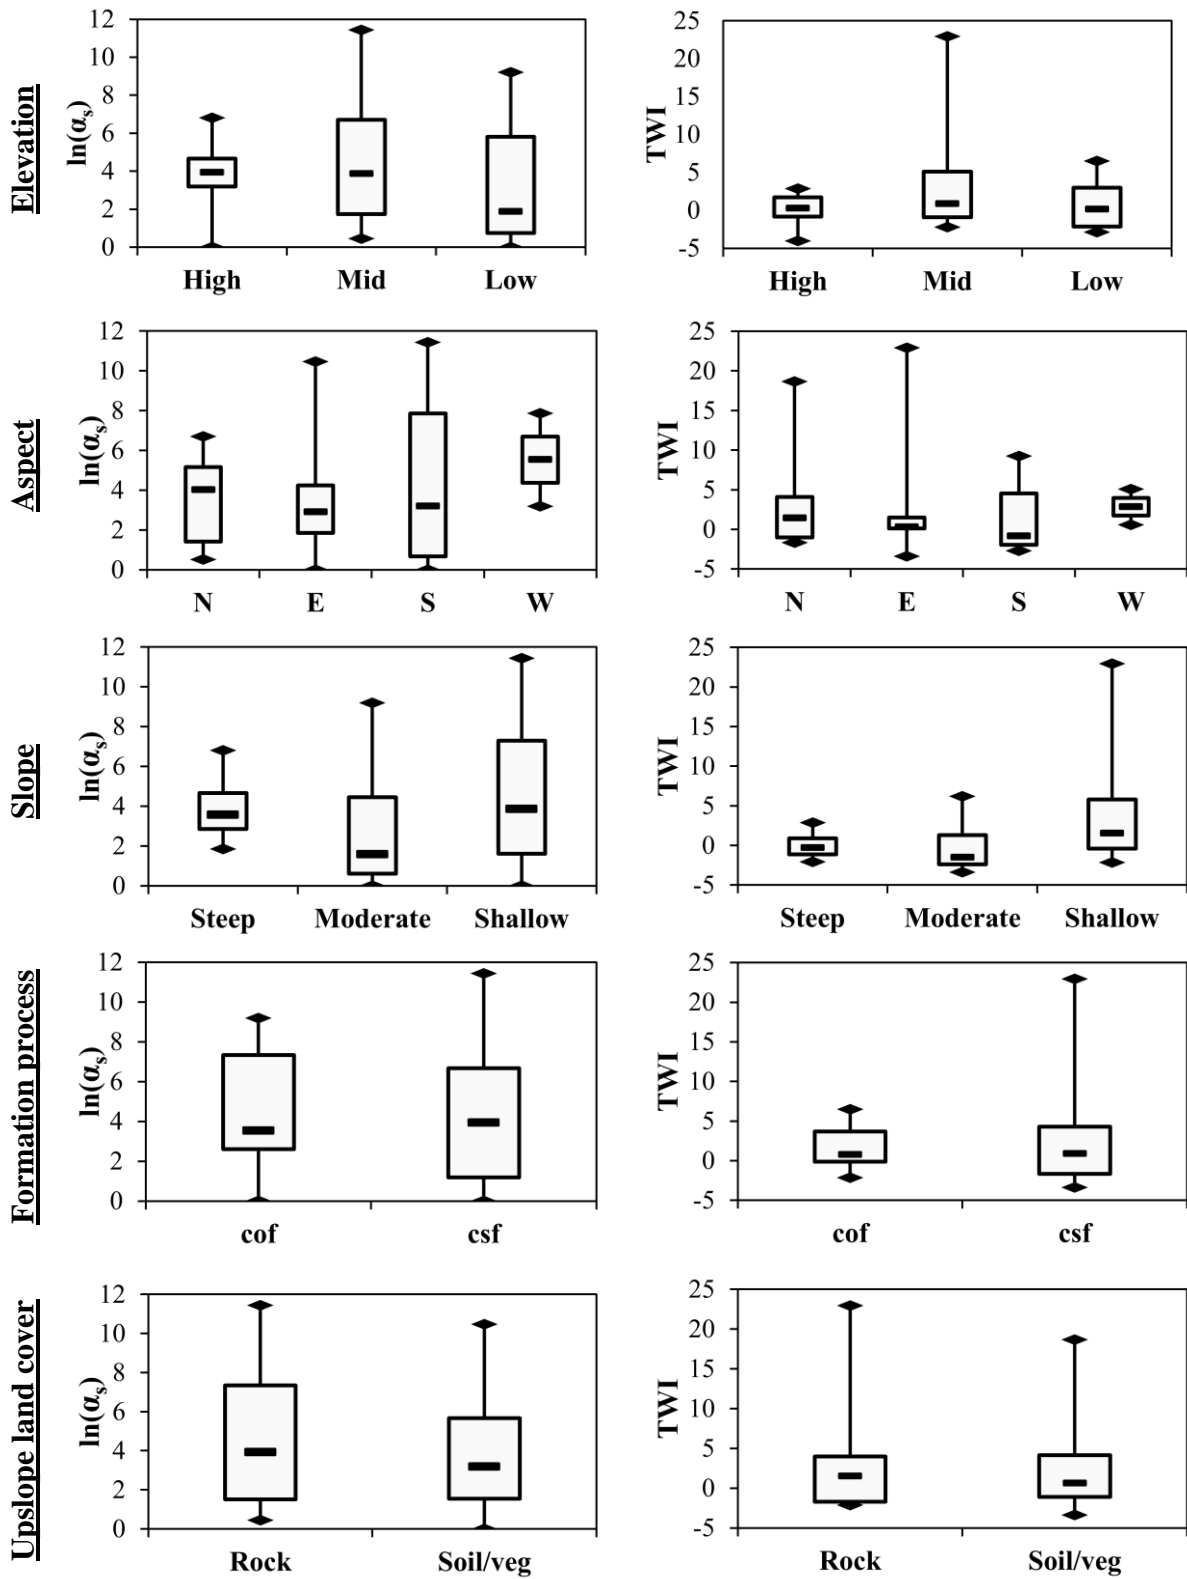 Elevation
ln(αs)
12
10
8
6
4
2
0
High Mid Low
TWI
25
20
15
10
5
0
-5
High Mid Low
Aspect
ln(αs)
12
10
8
6
4
2
0
N E S W
TWI
25
20
15
10
5
0
-5
N E S W
Slope
ln(αs)
12
10
8
6
4
2
0
Steep Moderate Shallow
TWI
25
20
15
10
5
0
-5
Steep Moderate Shallow
Formation process
ln(αs)
12
10
8
6
4
2
0
cof csf
TWI
25
20
15
10
5
0
-5
cof csf
Upslope land cover
ln(αs)
12
10
8
6
4
2
0
Rock Soil/veg
TWI
25
20
15
10
5
0
-5
Rock Soil/veg